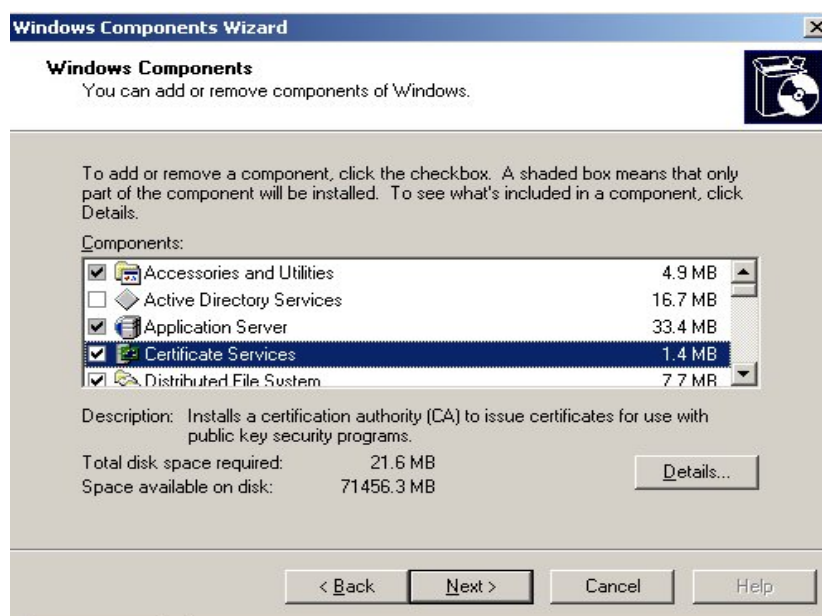 Windows Components Wizard
Windows Components
You can add or remove components of Windows.
To add or remove a component, click the checkbox. A shaded box means that only
part of the component will be installed. To see what's included in a component, click
Details.
Components:
Accessories and Utilities 4.9 MB
Active Directory Services 16.7 MB
Application Server 33.4 MB
Certificate Services 1.4 MB
Distributed File System 7.7 MB
Description: Installs a certification authority (CA) to issue certificates for use with
public key security programs.
Total disk space required: 21.6 MB
Space available on disk: 71456.3 MB
Details...
< Back Next > Cancel Help